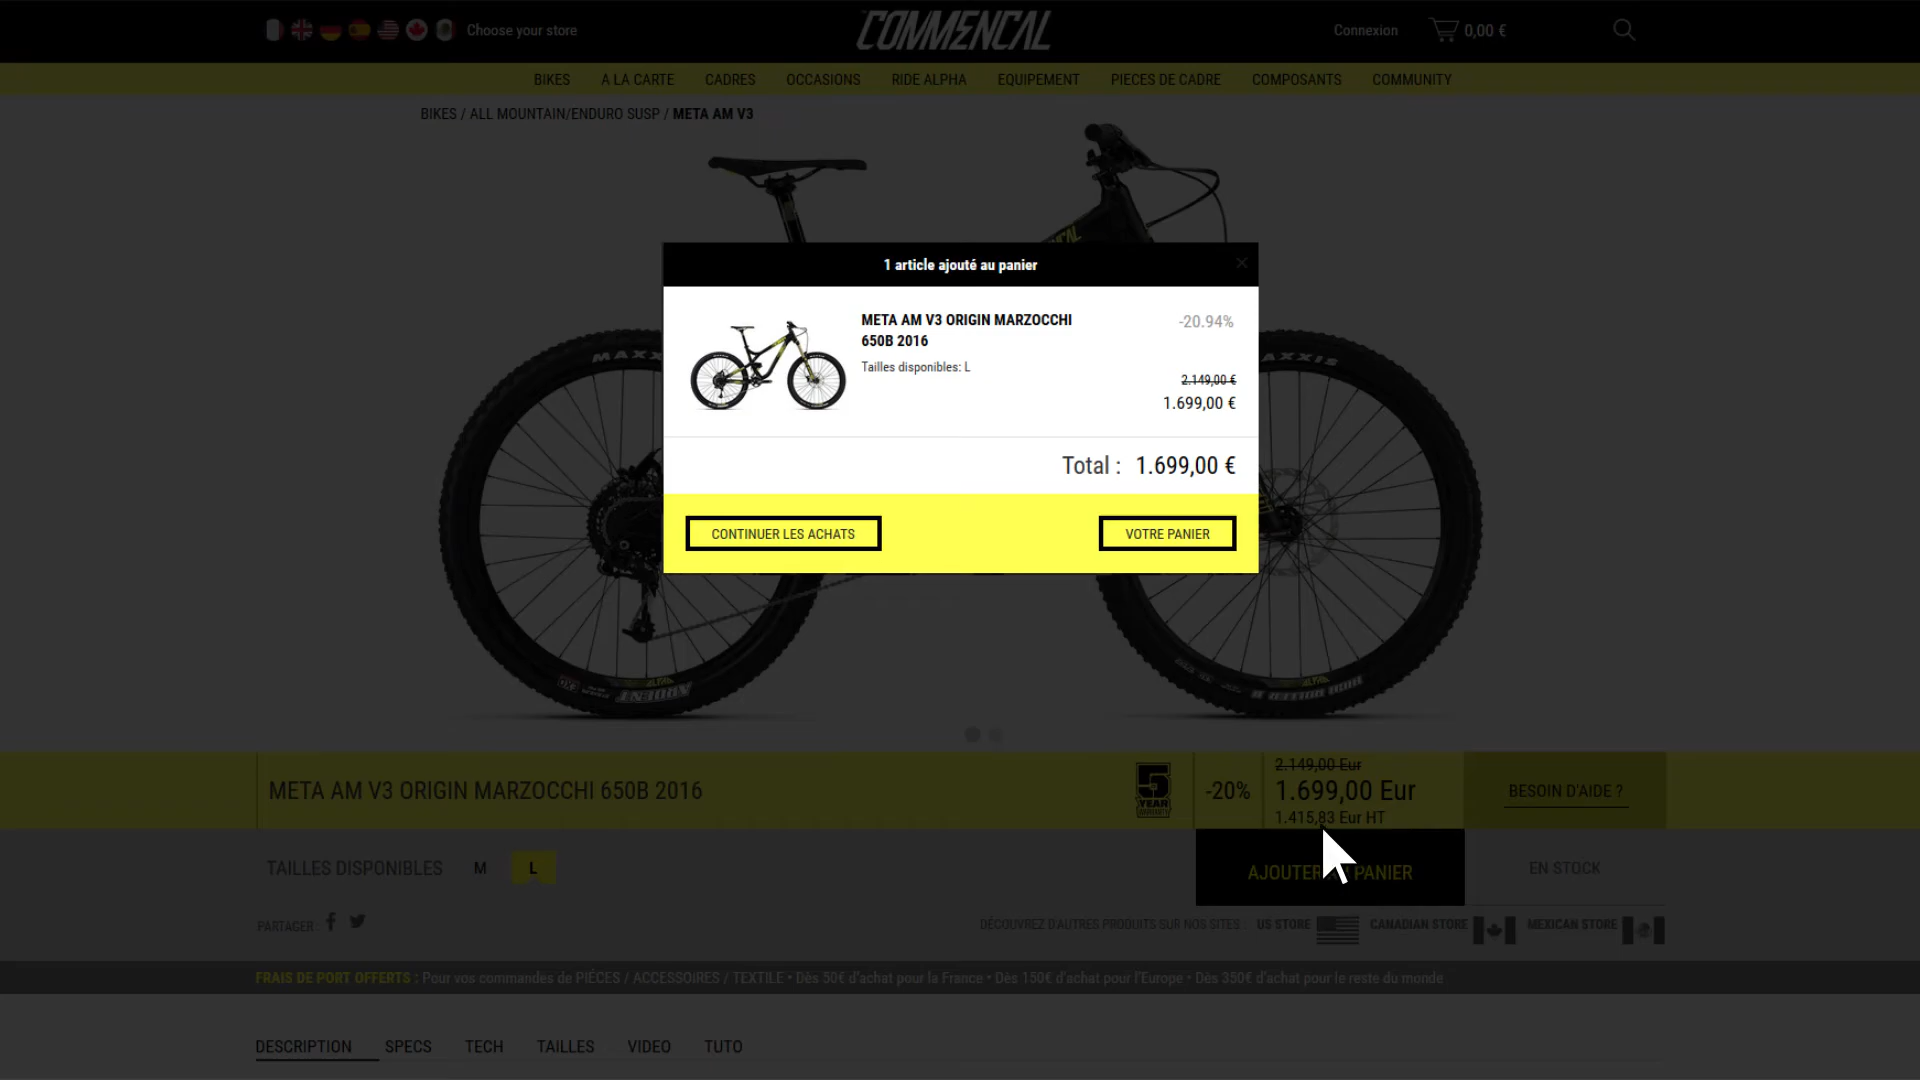 Choose your store
COMMENCAL
Connexion
0,00 €
BIKES
A LA CARTE
CADRES
OCCASIONS
RIDE ALPHA
EQUIPEMENT
PIECES DE CADRE
COMPOSANTS
COMMUNITY
BIKES / ALL MOUNTAIN/ENDURO SUSP / META AM V3
1 article ajouté au panier
META AM V3 ORIGIN MARZOCCHI
650B 2016
-20.94%
Tailles disponibles: L
2.149,00 €
1.699,00 €
Total : 1.699,00 €
CONTINUER LES ACHATS
VOTRE PANIER
MAXX
AXXIS
META AM V3 ORIGIN MARZOCCHI 650B 2016
5
YEAR
-20%
2.149,00 Eur
1.699,00 Eur
1.415,83 Eur HT
BESOIN D'AIDE ?
TAILLES DISPONIBLES
M
L
AJOUTER PANIER
EN STOCK
PARTAGER :
DÉCOUVREZ D'AUTRES PRODUITS SUR NOS SITES :
US STORE
CANADIAN STORE
MEXICAN STORE
FRAIS DE PORT OFFERTS : Pour vos commandes de PIÈCES / ACCESSOIRES / TEXTILE • Dès 50€ d'achat pour la France • Dès 150€ d'achat pour l'Europe • Dès 350€ d'achat pour le reste du monde
DESCRIPTION
SPECS
TECH
TAILLES
VIDEO
TUTO